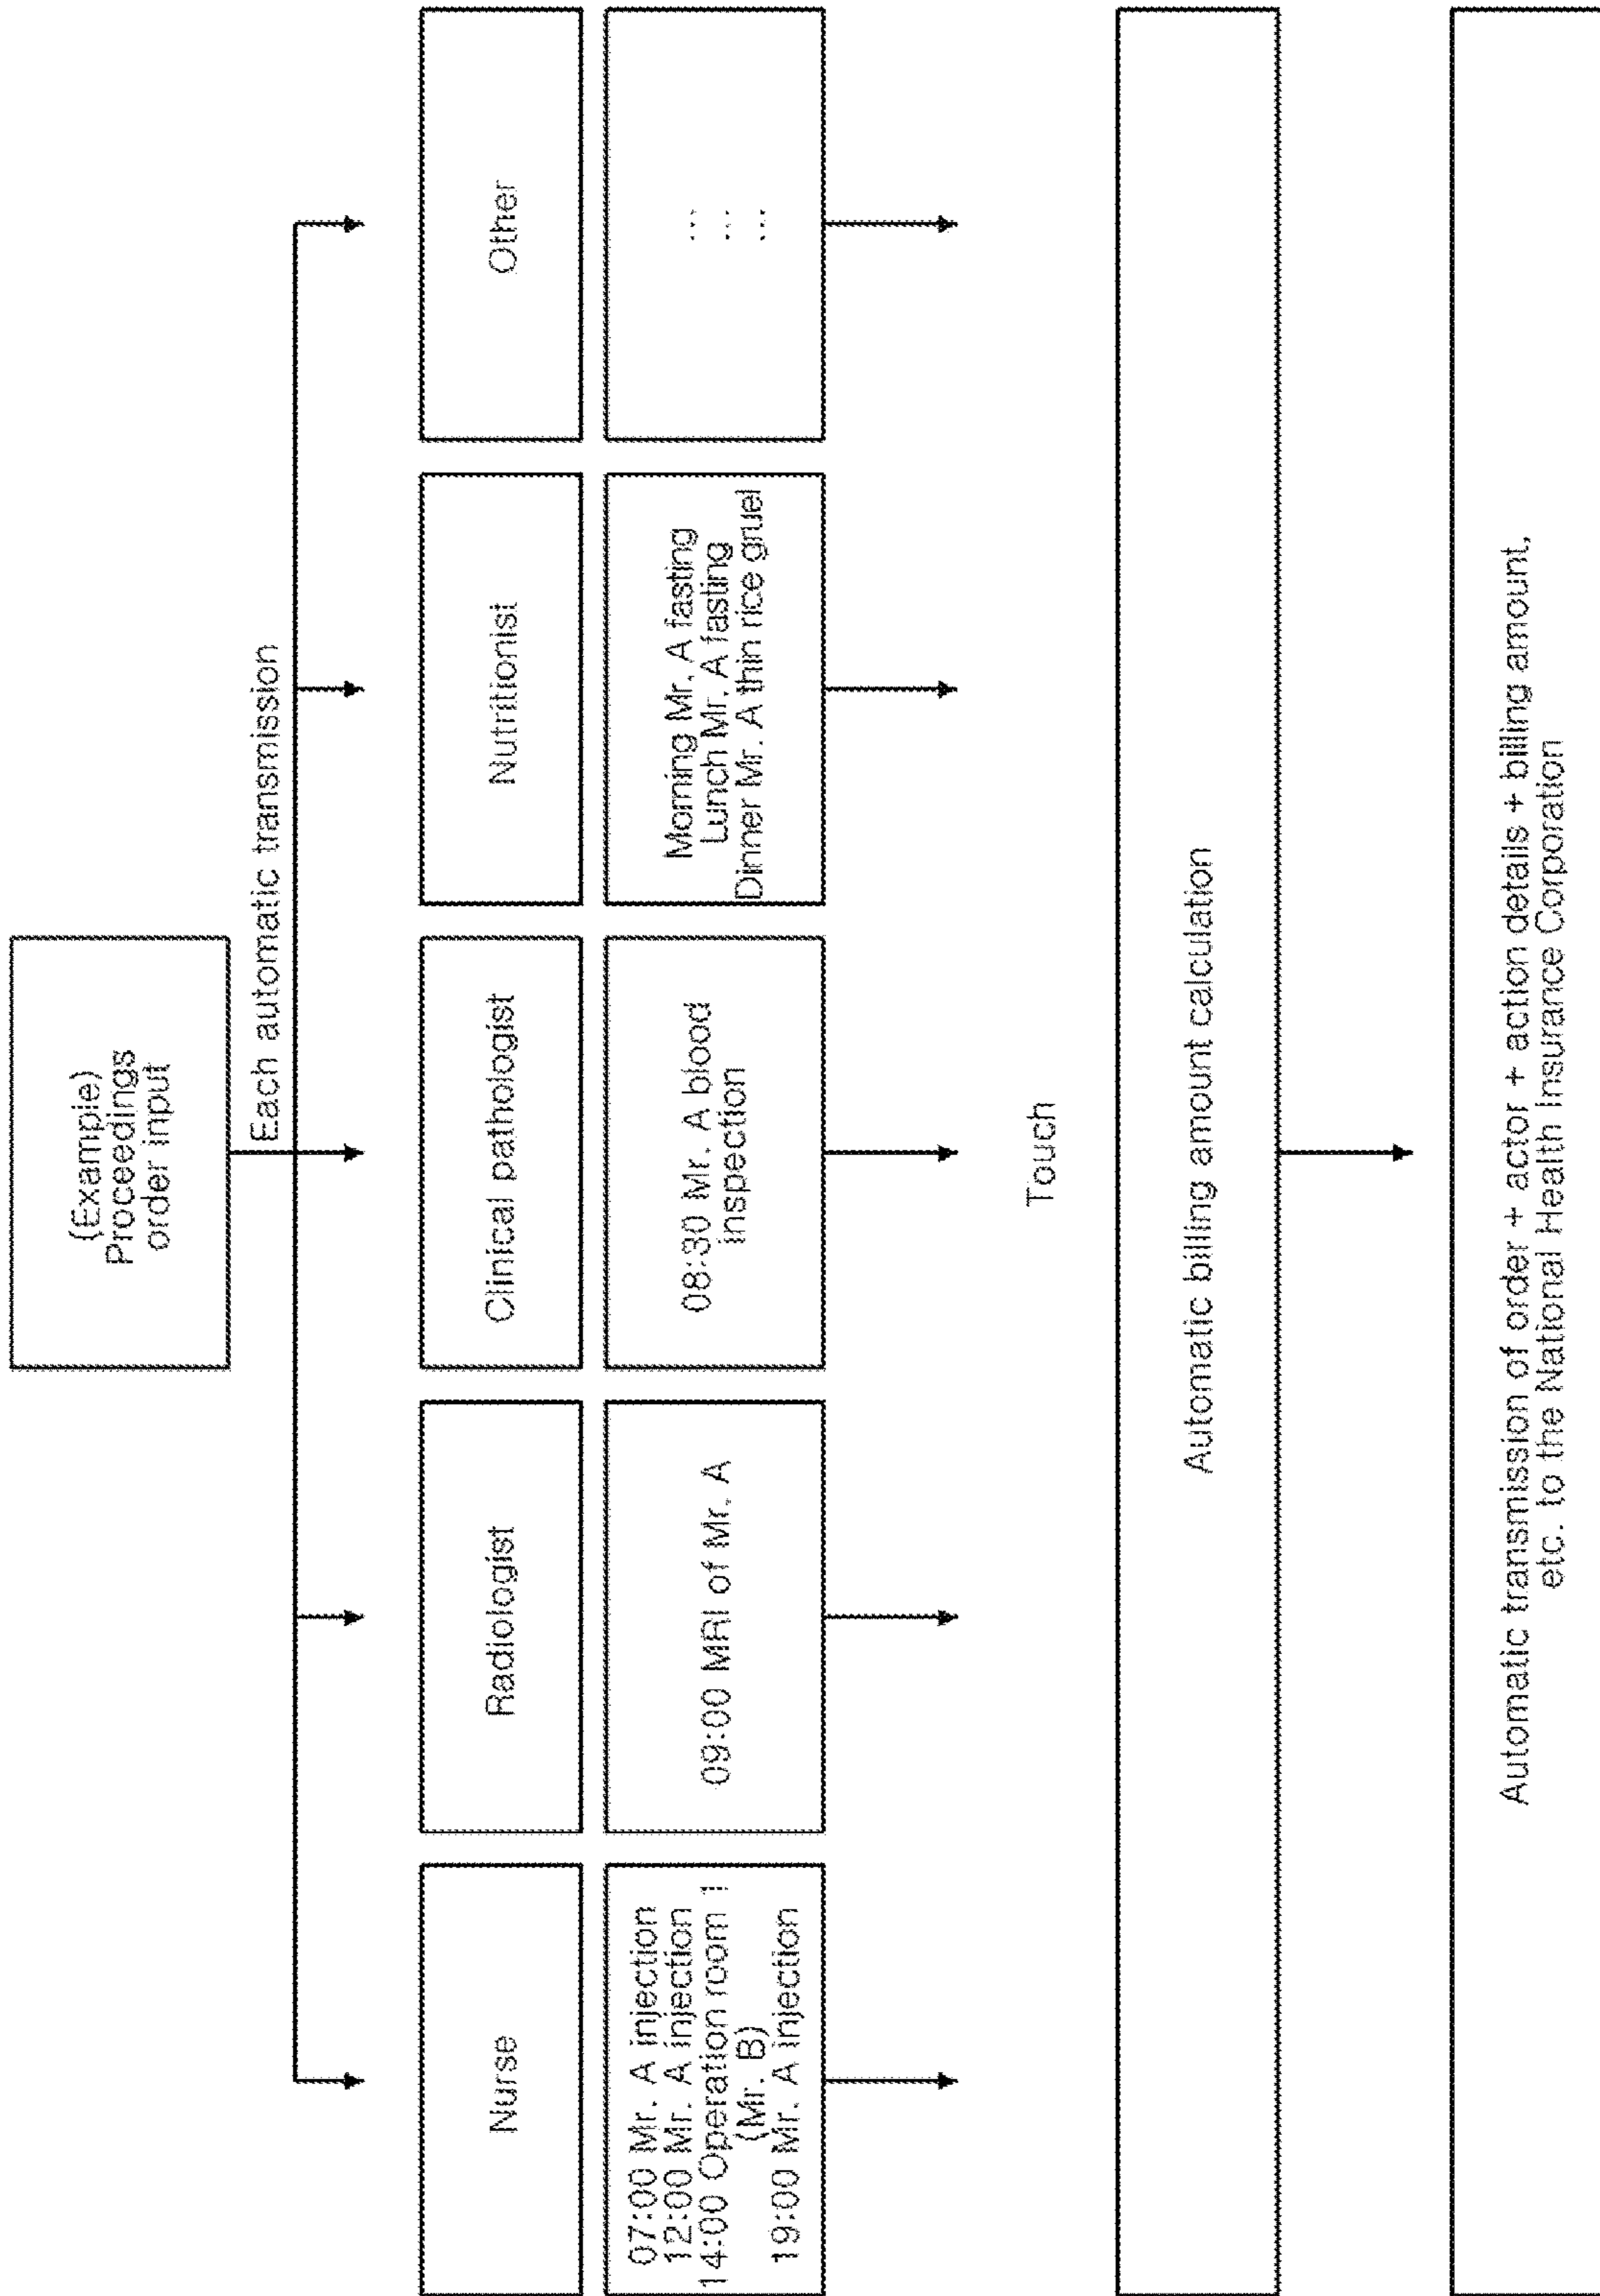 (Example)
Proceedings
order input
Each automatic transmission
Nurse
Radiologist
Clinical pathologist
Nutritionist
Other
07:00 Mr. A injection
12:00 Mr. A injection
14:00 Operation room 1
(Mr. B)
19:00 Mr. A injection
09:00 MRI of Mr. A
08:30 Mr. A blood
inspection
Morning Mr. A fasting
Lunch Mr. A fasting
Dinner Mr. A thin rice gruel
...
...
...
Touch
Automatic billing amount calculation
Automatic transmission of order + actor + action details + billing amount,
etc. to the National Health Insurance Corporation